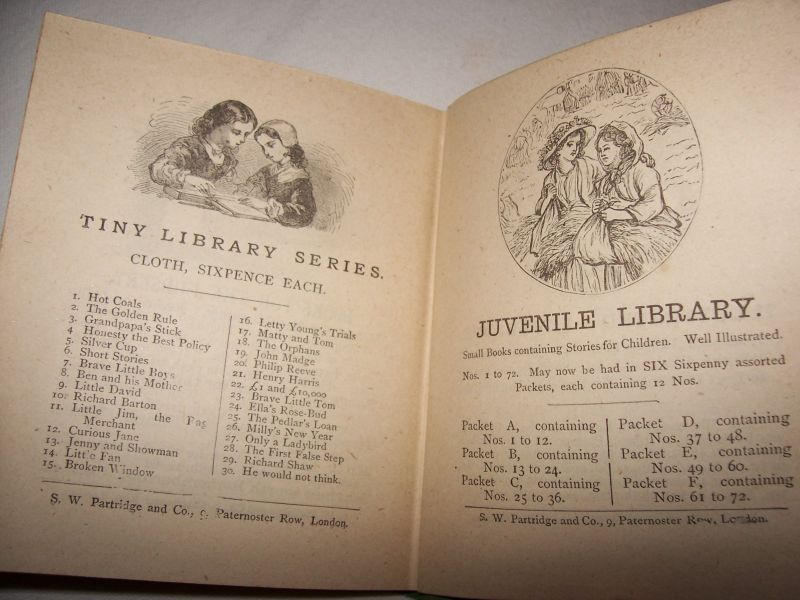 TINY LIBRARY SERIES.
CLOTH, SIXPENCE EACH.
1. Hot Coals
2. The Golden Rule
3. Grandpapa's Stick
4 Honesty the Best Policy
5. Silver Cup
6. Short Stories
7. Brave Little Boys
8. Ben and his Mother
9. Little David
10. Richard Barton
11. Little Jim, the Rag
Merchant
12. Curious Jane
13. Jenny and Showman
14. Little Fan
15. Broken Window
16. Letty Young's Trials
17. Matty and Tom
18. The Orphans
19. John Madge
20. Philip Reeve
21. Henry Harris
22. £1 and £10,000
23. Brave Little Tom
24. Ella's Rose-Bud
25. The Pedlar's Loan
26. Milly's New Year
27. Only a Ladybird
28. The First False Step
29. Richard Shaw
30. He would not think.
S. W. Partridge and Co., 9, Paternoster Row, London.
JUVENILE LIBRARY.
Small Books containing Stories for Children. Well Illustrated.
Nos. 1 to 72. May now be had in SIX Sixpenny assorted
Packets, each containing 12 Nos.
Packet A, containing
Nos. 1 to 12.
Packet B, containing
Nos. 13 to 24.
Packet C, containing
Nos. 25 to 36.
Packet D, containing
Nos. 37 to 48.
Packet E, containing
Nos. 49 to 60.
Packet F, containing
Nos. 61 to 72.
S. W. Partridge and Co., 9, Paternoster Row, London.